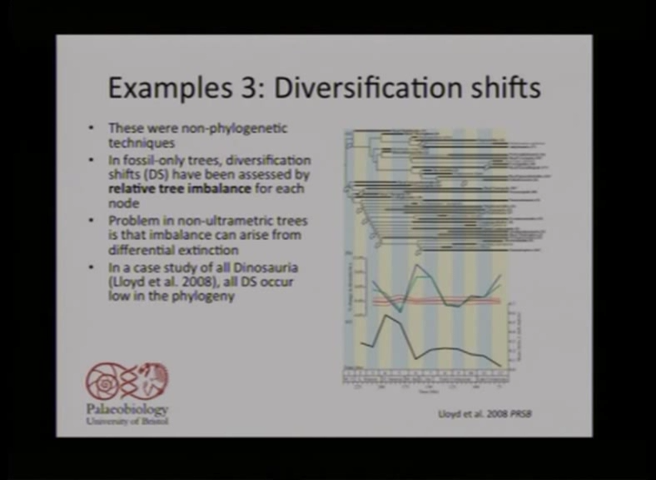 Examples 3: Diversification shifts
• These were non-phylogenetic
techniques
• In fossil-only trees, diversification
shifts (DS) have been assessed by
relative tree imbalance for each
node
• Problem in non-ultrametric trees
is that imbalance can arise from
differential extinction
• In a case study of all Dinosauria
(Lloyd et al. 2008), all DS occur
low in the phylogeny
Palaeobiology
University of Bristol
Lloyd et al. 2008 PRSB